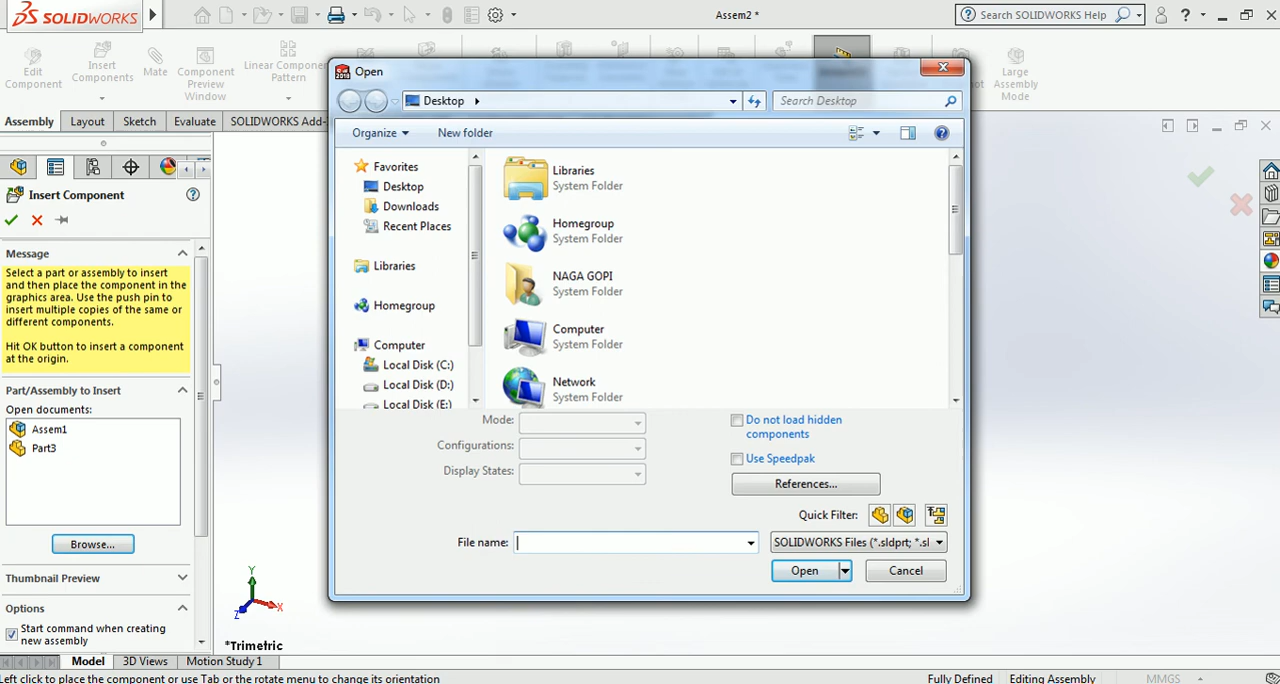 SOLIDWORKS
Assem2 *
Search SOLIDWORKS Help
?
Edit
Component
Insert
Components
Mate
Component
Preview
Window
Linear Component
Pattern
Large
Assembly
Mode
Assembly
Layout
Sketch
Evaluate
SOLIDWORKS Add-
Insert Component
Message
Select a part or assembly to insert
and then place the component in the
graphics area. Use the push pin to
insert multiple copies of the same or
different components.
Hit OK button to insert a component
at the origin.
Part/Assembly to Insert
Open documents:
Assem1
Part3
Browse...
Thumbnail Preview
Options
Start command when creating
new assembly
Open
Desktop
Search Desktop
Organize
New folder
Favorites
Desktop
Downloads
Recent Places
Libraries
Homegroup
Computer
Local Disk (C:)
Local Disk (D:)
Local Disk (E:)
Libraries
System Folder
Homegroup
System Folder
NAGA GOPI
System Folder
Computer
System Folder
Network
System Folder
Mode:
Configurations:
Display States:
Do not load hidden
components
Use Speedpak
References...
Quick Filter:
File name:
SOLIDWORKS Files (*.sldprt; *.sl
Open
Cancel
Y
X
Z
*Trimetric
Model
3D Views
Motion Study 1
Left click to place the component or use Tab or the rotate menu to change its orientation
Fully Defined
Editing Assembly
MMGS